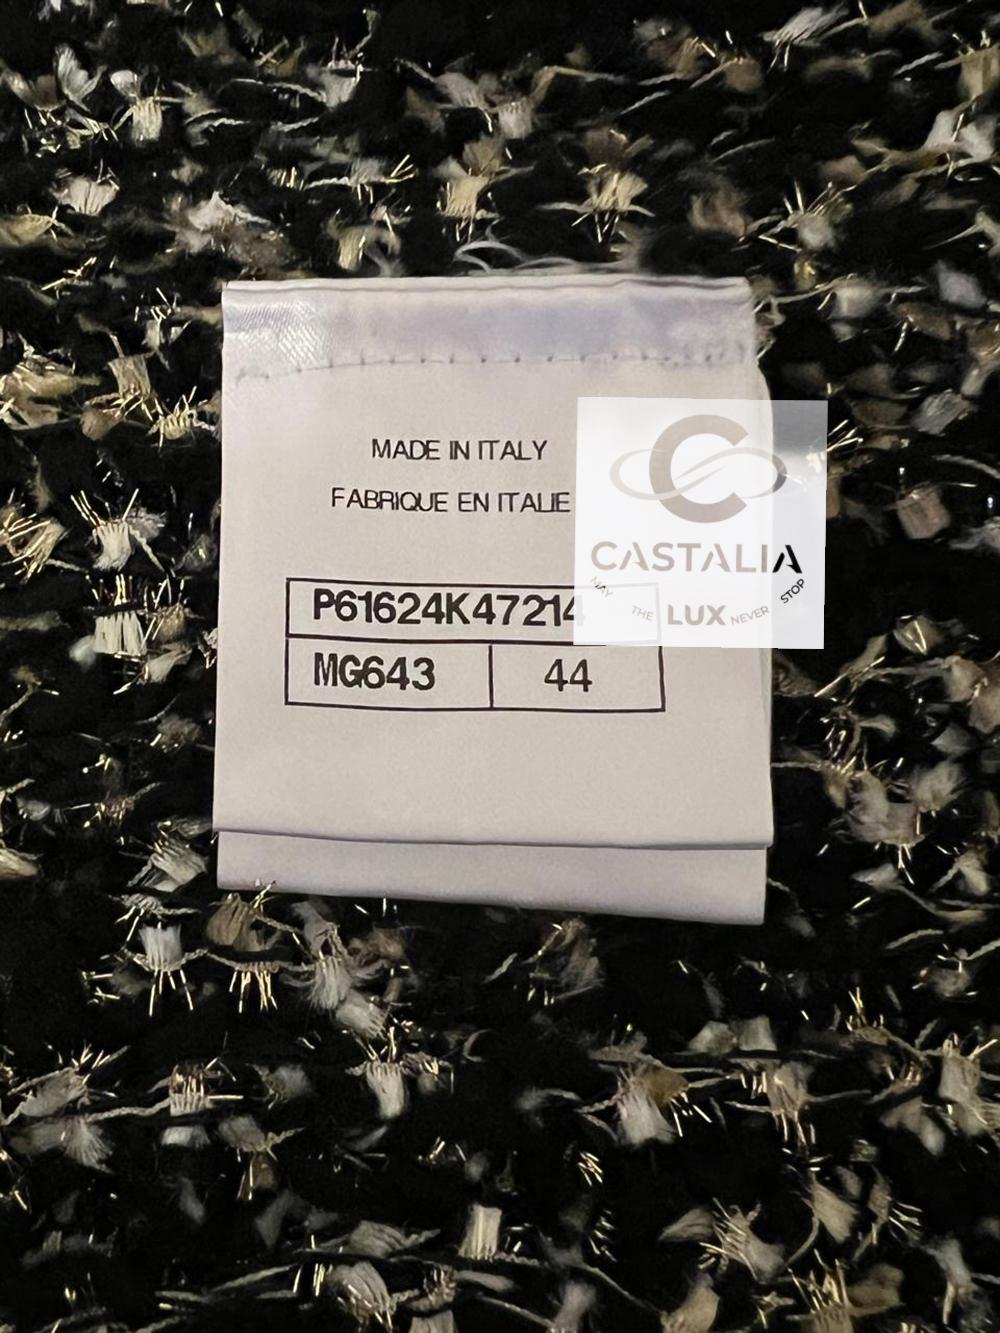 MADE IN ITALY
FABRIQUE EN ITALIE
P61624K47214
MG643 44
CASTALIA
MAY THE LUX NEVER STOP